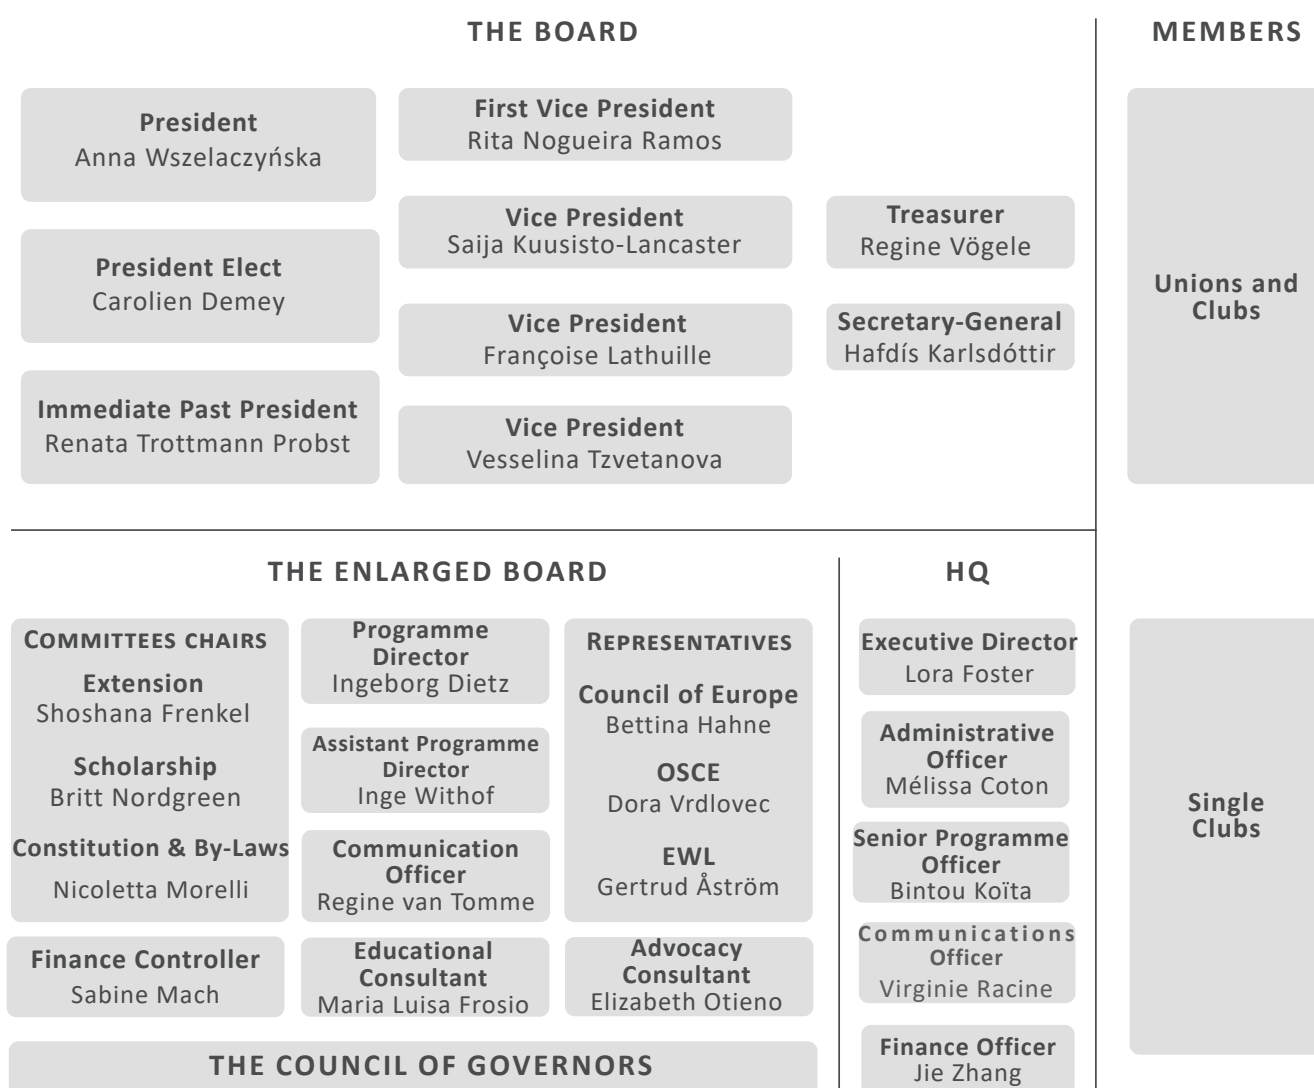 THE BOARD
President
Anna Wszelaczyńska
President Elect
Carolien Demey
Immediate Past President
Renata Trottmann Probst
First Vice President
Rita Nogueira Ramos
Vice President
Saija Kuusisto-Lancaster
Vice President
Françoise Lathuille
Vice President
Vesselina Tzvetanova
Treasurer
Regine Vögele
Secretary-General
Hafdís Karlsdóttir
MEMBERS
Unions and
Clubs
Single
Clubs
THE ENLARGED BOARD
COMMITTEES CHAIRS
Extension
Shoshana Frenkel
Scholarship
Britt Nordgreen
Constitution & By-Laws
Nicoletta Morelli
Finance Controller
Sabine Mach
Programme
Director
Ingeborg Dietz
Assistant Programme
Director
Inge Withof
Communication
Officer
Regine van Tomme
Educational
Consultant
Maria Luisa Frosio
REPRESENTATIVES
Council of Europe
Bettina Hahne
OSCE
Dora Vrdlovec
EWL
Gertrud Åström
Advocacy
Consultant
Elizabeth Otieno
THE COUNCIL OF GOVERNORS
HQ
Executive Director
Lora Foster
Administrative
Officer
Mélissa Coton
Senior Programme
Officer
Bintou Koïta
Communications
Officer
Virginie Racine
Finance Officer
Jie Zhang